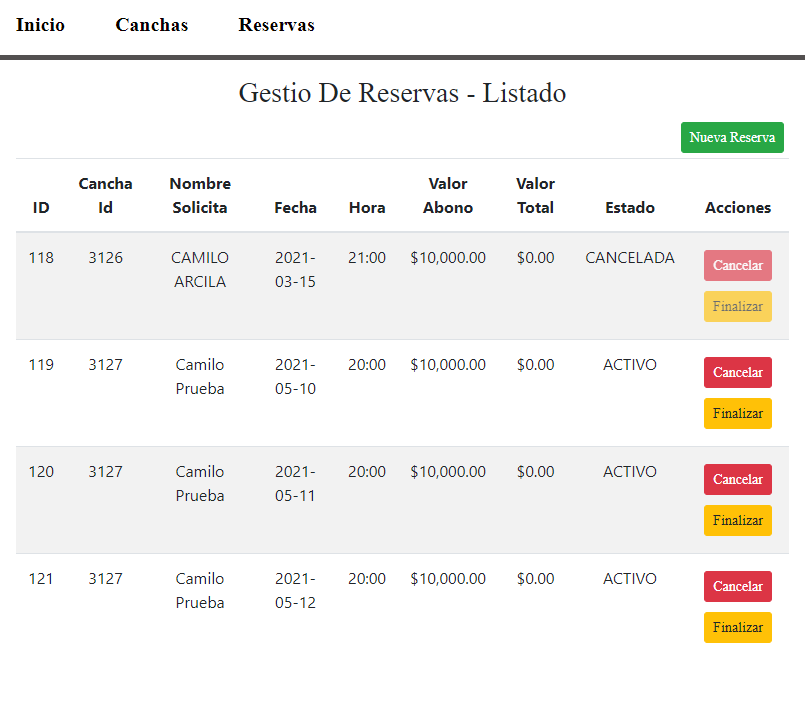 Inicio Canchas Reservas
Gestio De Reservas - Listado
Nueva Reserva
ID Cancha Id Nombre Solicita Fecha Hora Valor Abono Valor Total Estado Acciones
118 3126 CAMILO ARCILA 2021-03-15 21:00 $10,000.00 $0.00 CANCELADA Cancelar
Finalizar
119 3127 Camilo Prueba 2021-05-10 20:00 $10,000.00 $0.00 ACTIVO Cancelar
Finalizar
120 3127 Camilo Prueba 2021-05-11 20:00 $10,000.00 $0.00 ACTIVO Cancelar
Finalizar
121 3127 Camilo Prueba 2021-05-12 20:00 $10,000.00 $0.00 ACTIVO Cancelar
Finalizar